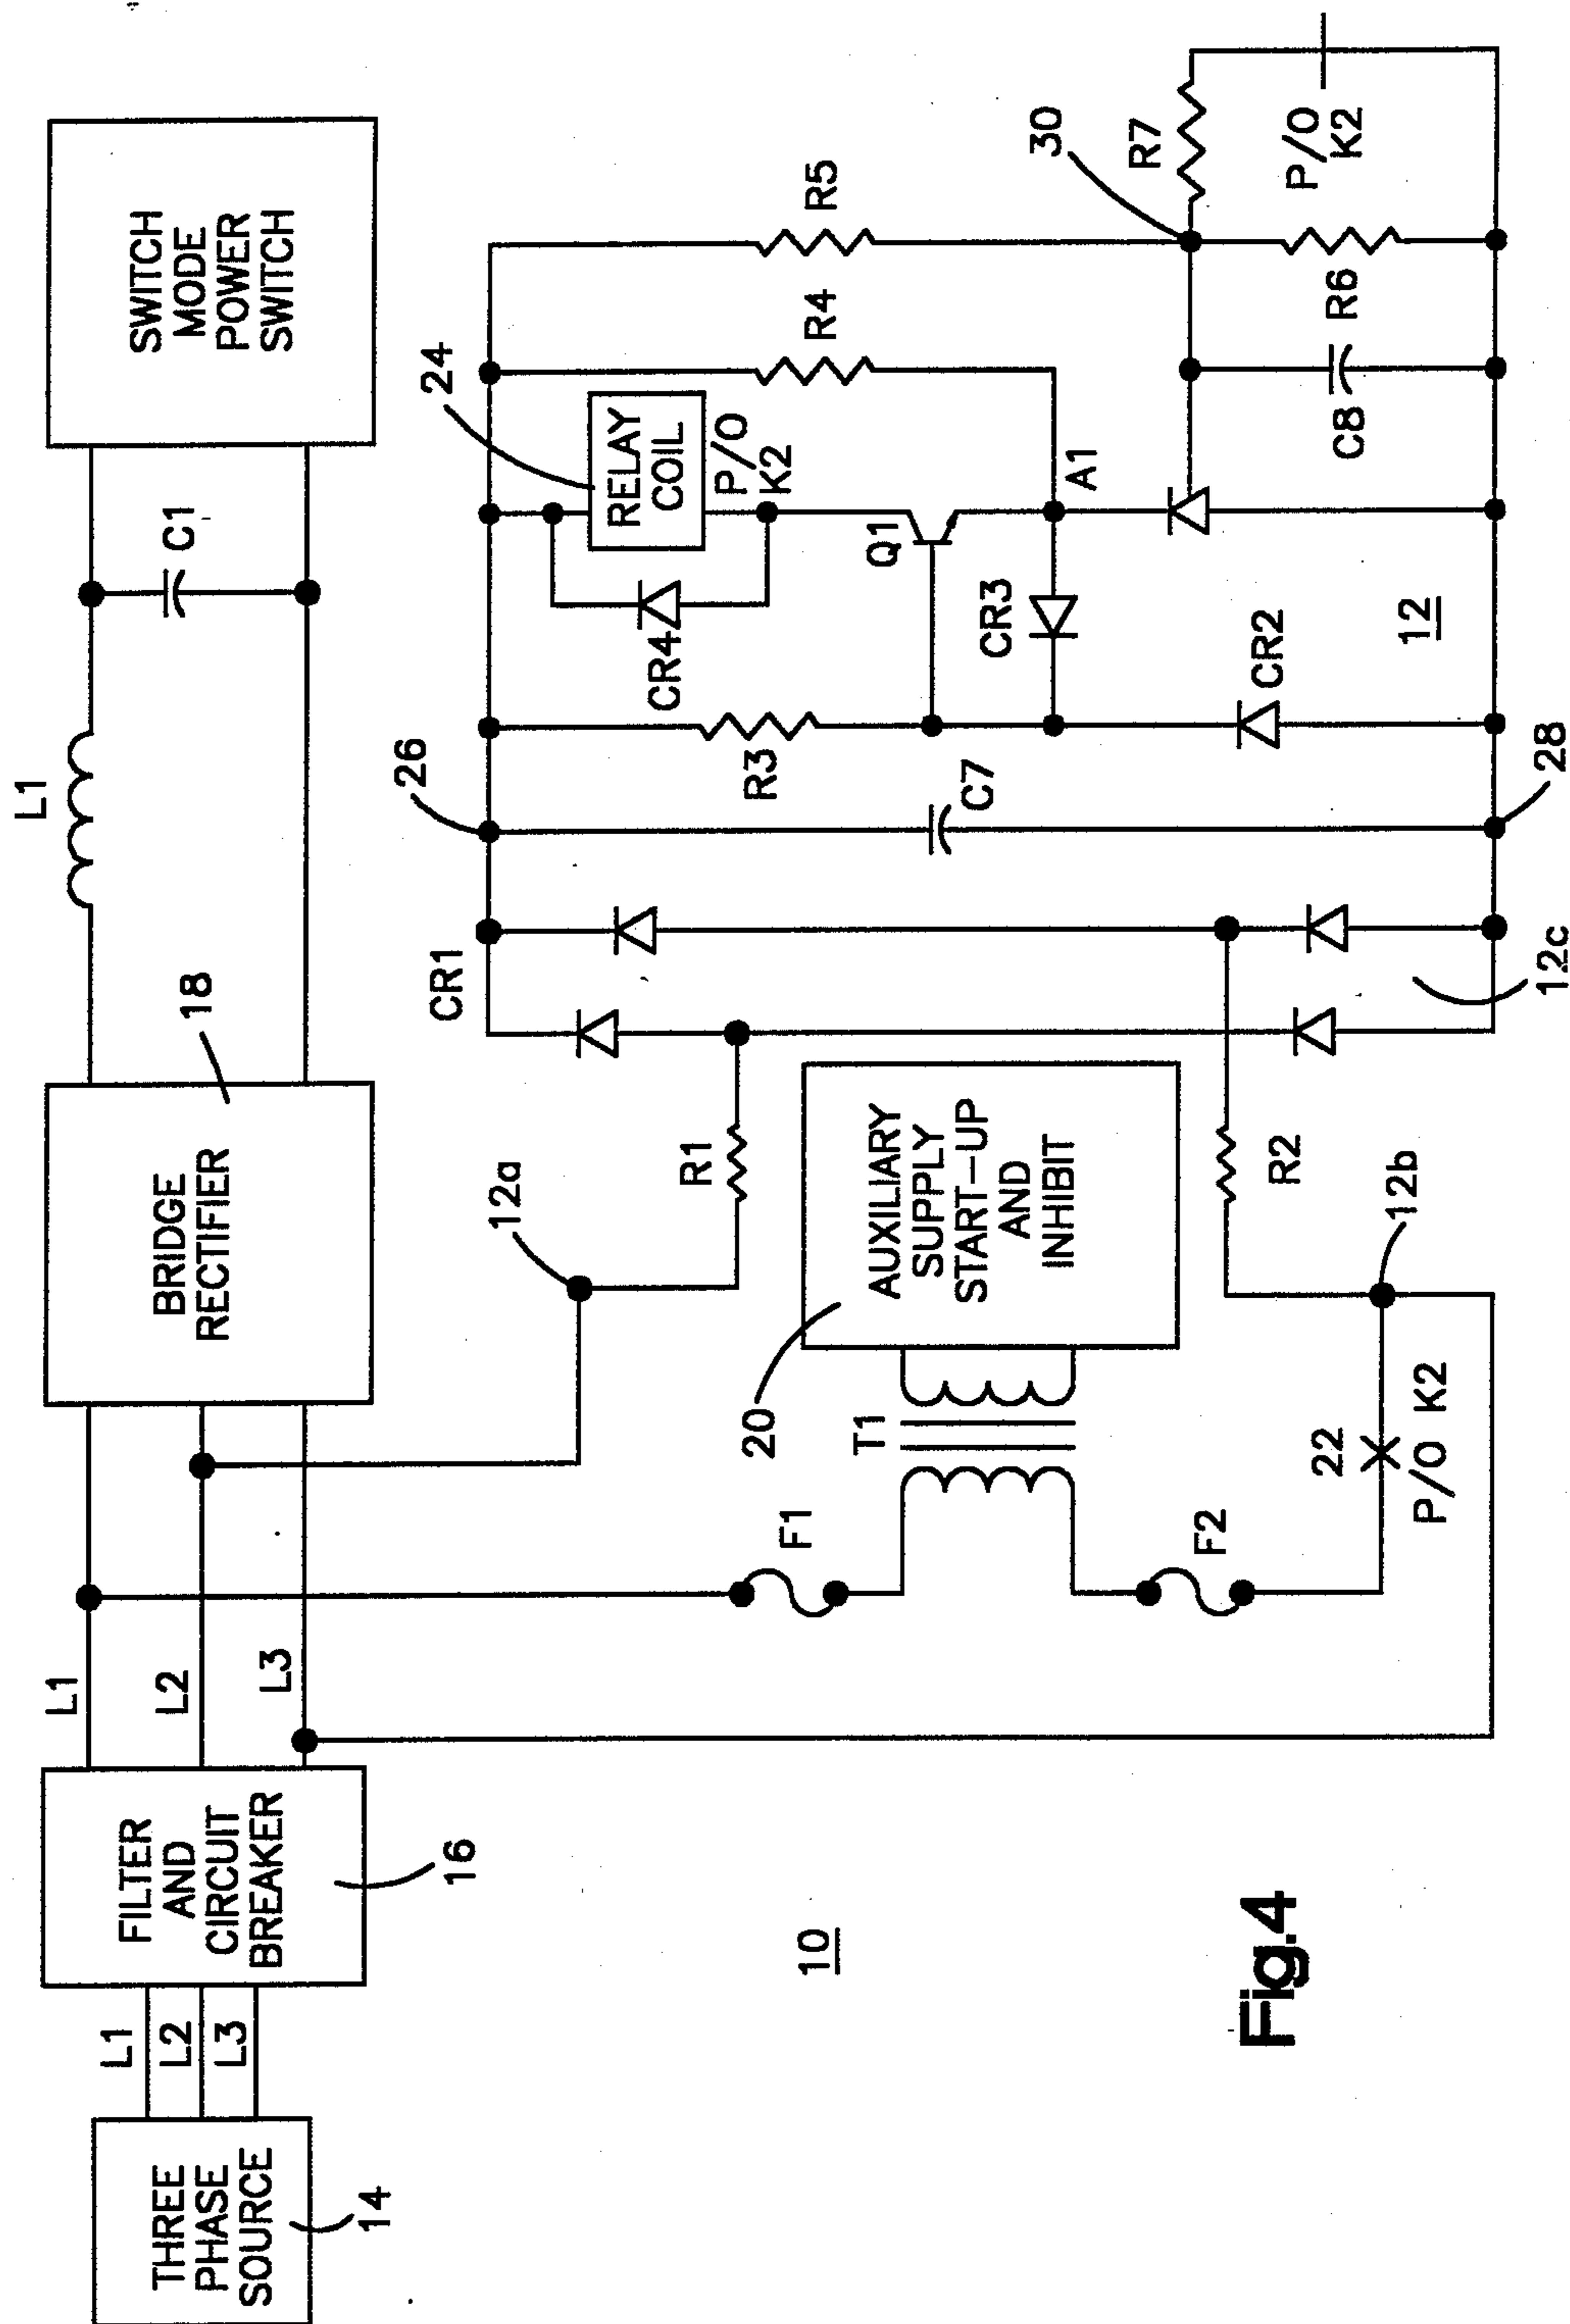 THREE
PHASE
SOURCE
14
L1
L2
L3
FILTER
AND
CIRCUIT
BREAKER
16
L1
L2
L3
BRIDGE
RECTIFIER
18
L1
C1
SWITCH
MODE
POWER
SWITCH
10
F1
T1
F2
20
AUXILIARY
SUPPLY
START-UP
AND
INHIBIT
22
P/O K2
12a
12b
R1
R2
CR1
12c
26
28
C7
R3
CR4
24
RELAY
COIL
P/O
K2
Q1
CR3
CR2
12
A1
R4
R5
30
R7
C8
R6
P/O
K2
Fig.4